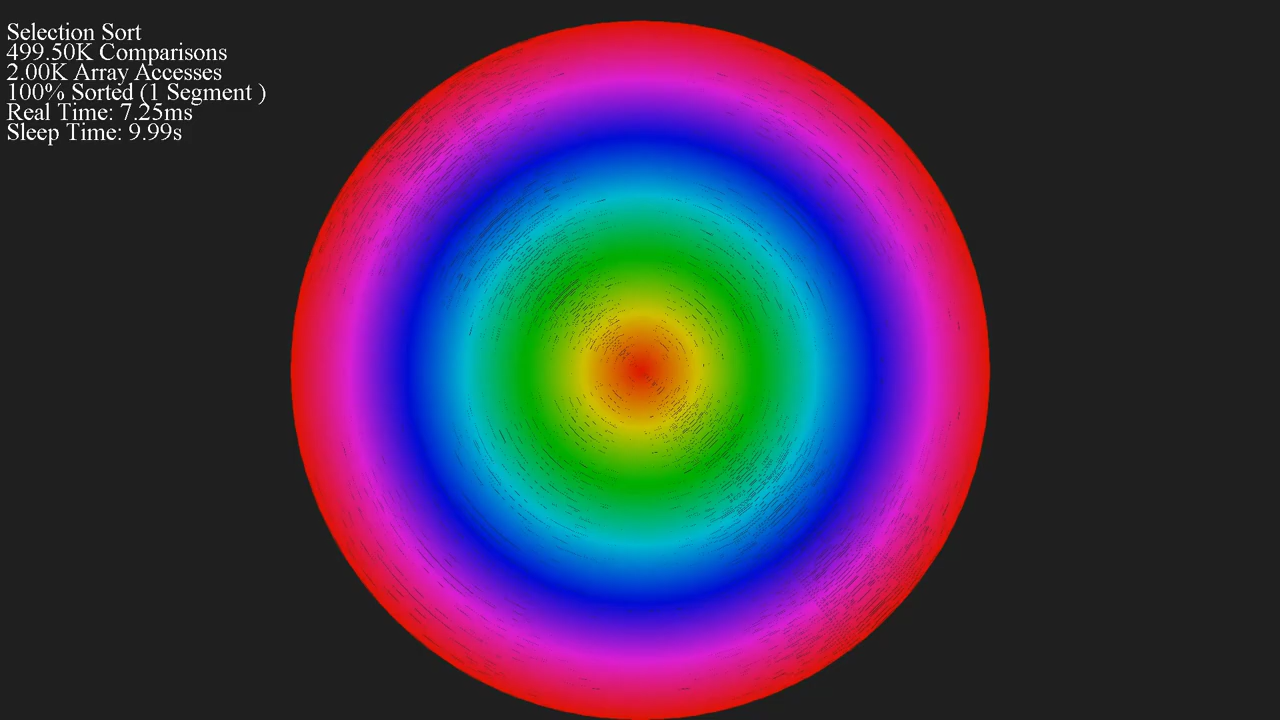 Selection Sort
499.50K Comparisons
2.00K Array Accesses
100% Sorted (1 Segment )
Real Time: 7.25ms
Sleep Time: 9.99s